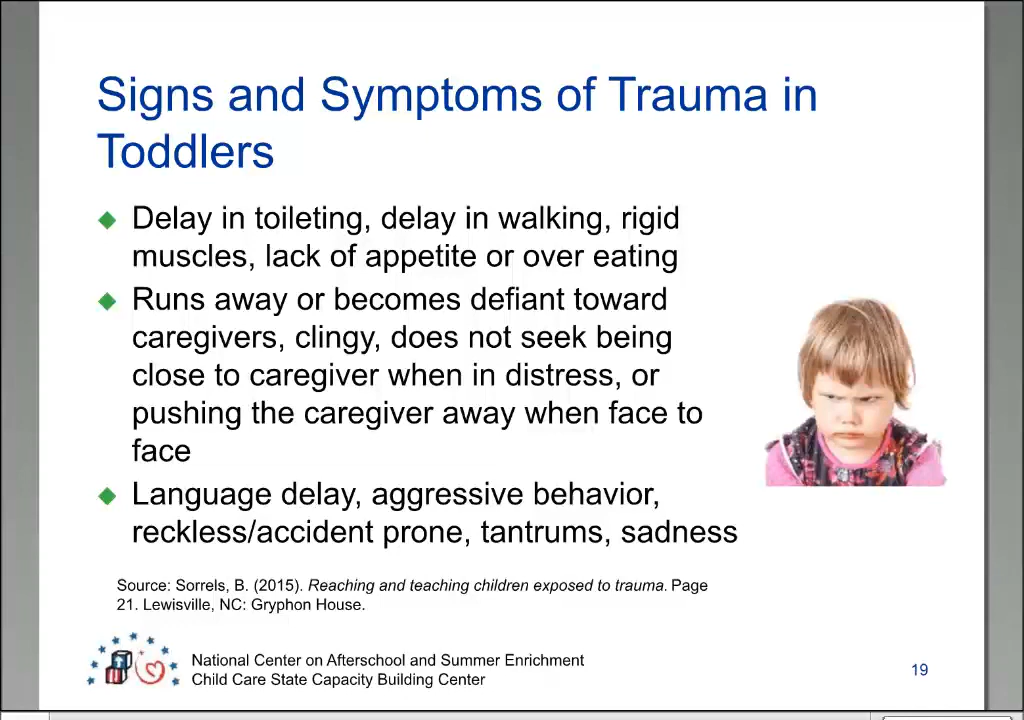 Signs and Symptoms of Trauma in
Toddlers
Delay in toileting, delay in walking, rigid
muscles, lack of appetite or over eating
Runs away or becomes defiant toward
caregivers, clingy, does not seek being
close to caregiver when in distress, or
pushing the caregiver away when face to
face
Language delay, aggressive behavior,
reckless/accident prone, tantrums, sadness
Source: Sorrels, B. (2015). Reaching and teaching children exposed to trauma. Page
21. Lewisville, NC: Gryphon House.
National Center on Afterschool and Summer Enrichment
Child Care State Capacity Building Center
19